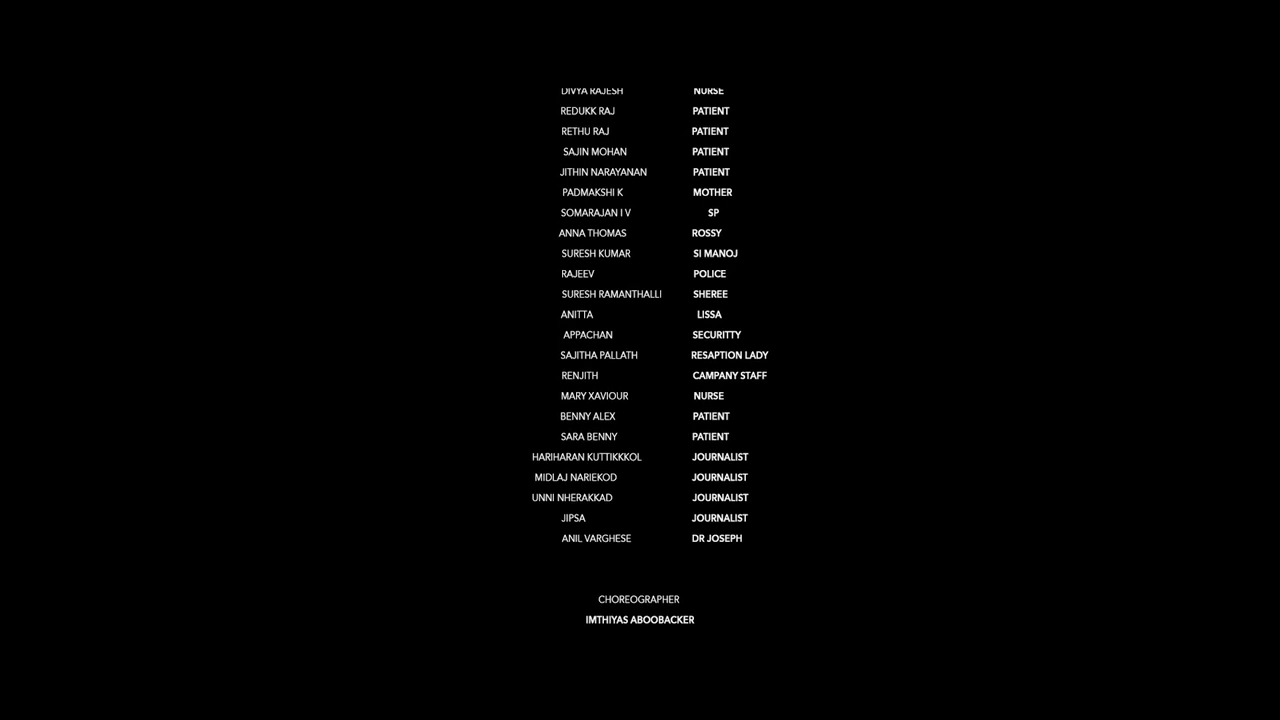 DIVYA RAJESH NURSE
REDUKK RAJ PATIENT
RETHU RAJ PATIENT
SAJIN MOHAN PATIENT
JITHIN NARAYANAN PATIENT
PADMAKSHI K MOTHER
SOMARAJAN I V SP
ANNA THOMAS ROSSY
SURESH KUMAR SI MANOJ
RAJEEV POLICE
SURESH RAMANTHALLI SHEREE
ANITTA LISSA
APPACHAN SECURITTY
SAJITHA PALLATH RESAPTION LADY
RENJITH CAMPANY STAFF
MARY XAVIOUR NURSE
BENNY ALEX PATIENT
SARA BENNY PATIENT
HARIHARAN KUTTIKKKOL JOURNALIST
MIDLAJ NARIEKOD JOURNALIST
UNNI NHERAKKAD JOURNALIST
JIPSA JOURNALIST
ANIL VARGHESE DR JOSEPH
CHOREOGRAPHER
IMTHIYAS ABOOBACKER